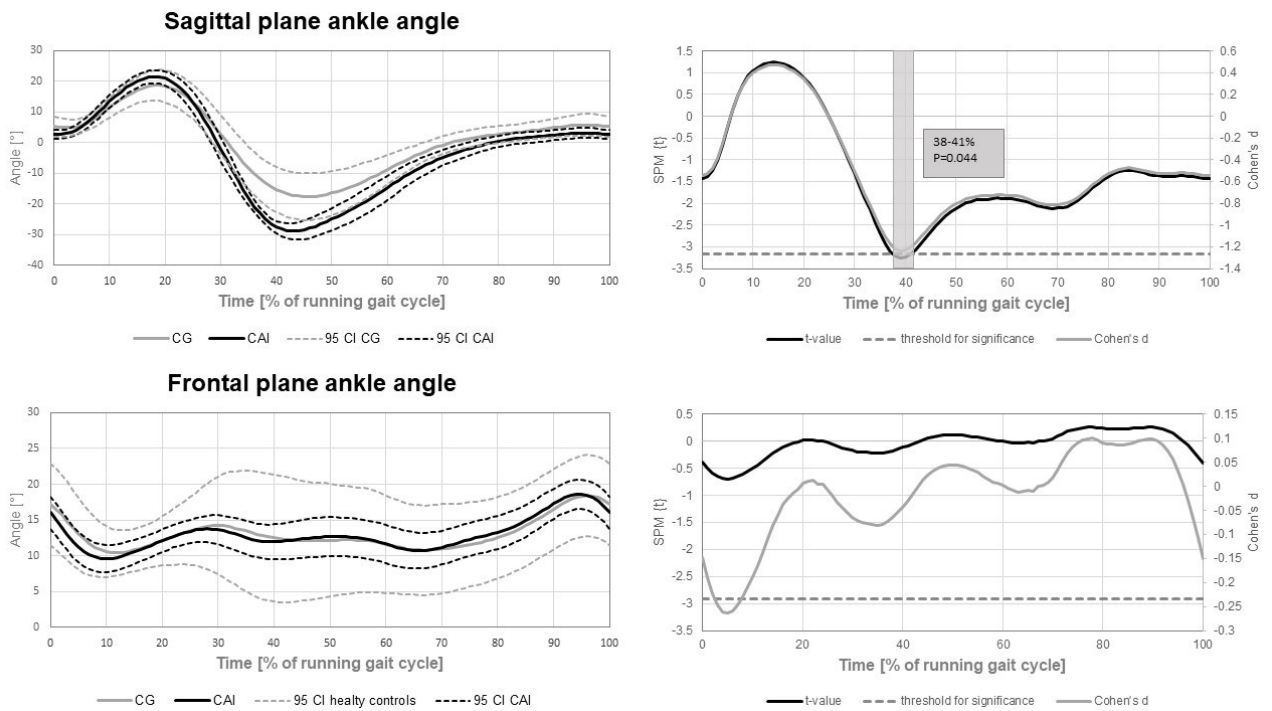 Sagittal plane ankle angle
30
20
10
0
-10
-20
-30
-40
Angle [°]
0 10 20 30 40 50 60 70 80 90 100
Time [% of running gait cycle]
CG CAI 95 CI CG 95 CI CAI
1.5
1
0.5
0
-0.5
-1
-1.5
-2
-2.5
-3
-3.5
SPM {t}
38-41%
P=0.044
0.6
0.4
0.2
0
-0.2
-0.4
-0.6
-0.8
-1
-1.2
-1.4
Cohen's d
0 10 20 30 40 50 60 70 80 90 100
Time [% of running gait cycle]
t-value threshold for significance Cohen's d
Frontal plane ankle angle
30
25
20
15
10
5
0
Angle [°]
0 10 20 30 40 50 60 70 80 90 100
Time [% of running gait cycle]
CG CAI 95 CI healty controls 95 CI CAI
0.5
0
-0.5
-1
-1.5
-2
-2.5
-3
-3.5
SPM {t}
0.15
0.1
0.05
0
-0.05
-0.1
-0.15
-0.2
-0.25
-0.3
Cohen's d
0 20 40 60 80 100
Time [% of running gait cycle]
t-value threshold for significance Cohen's d